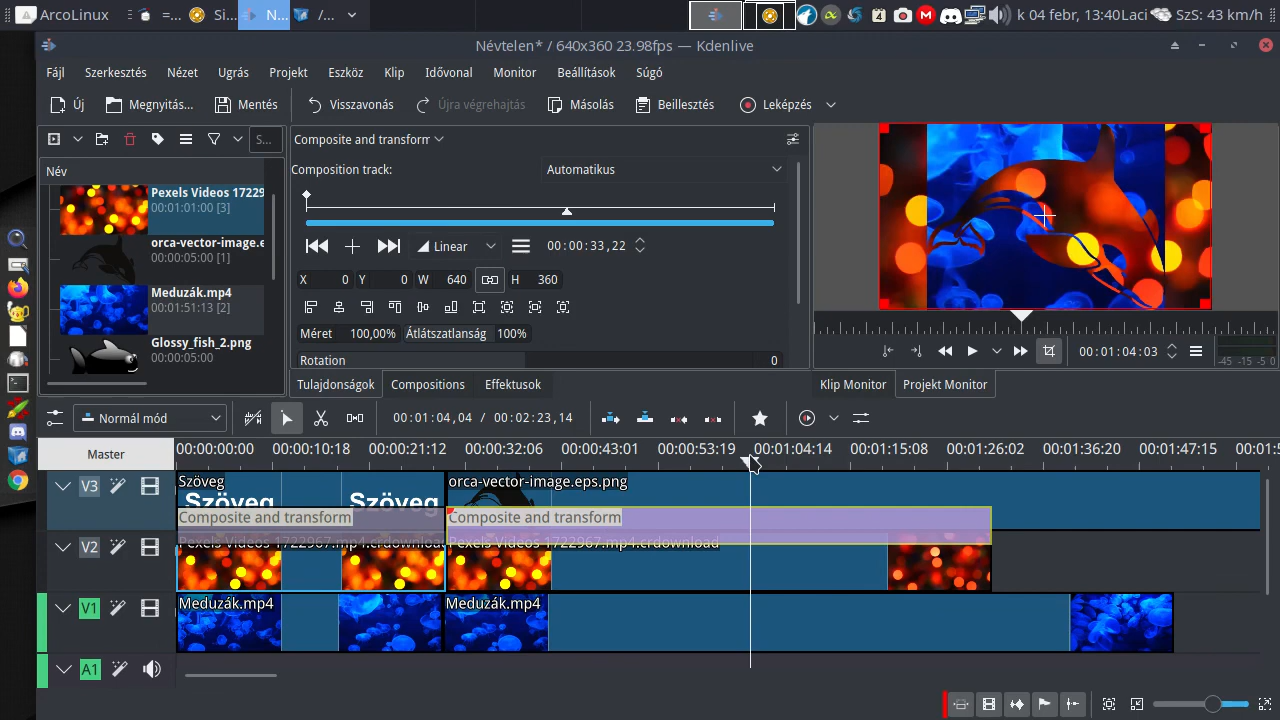 ArcoLinux =... Si... N... /... k 04 febr, 13:40 Laci SzS: 43 km/h
Névtelen* / 640x360 23.98fps — Kdenlive
Fájl Szerkesztés Nézet Ugrás Projekt Eszköz Klip Idővonal Monitor Beállítások Súgó
Új Megnyitás... Mentés Visszavonás Újra végrehajtás Másolás Beillesztés Leképzés
S...
Név
Pexels Videos 17229
00:01:01:00 [3]
orca-vector-image.e
00:00:05:00 [1]
Meduzák.mp4
00:01:51:13 [2]
Glossy_fish_2.png
00:00:05:00
Composite and transform
Composition track: Automatikus
Linear 00:00:33,22
X 0 Y 0 W 640 H 360
Méret 100,00% Átlátszatlanság 100%
Rotation 0
Tulajdonságok Compositions Effektusok
00:01:04:03
-45 -15 -5 0
Klip Monitor Projekt Monitor
Normál mód 00:01:04,04 / 00:02:23,14
Master 00:00:00:00 00:00:10:18 00:00:21:12 00:00:32:06 00:00:43:01 00:00:53:19 00:01:04:14 00:01:15:08 00:01:26:02 00:01:36:20 00:01:47:15 00:01:5
V3 Szöveg orca-vector-image.eps.png
Szöveg Szöveg
Composite and transform Composite and transform
V2 Pexels Videos 1722967.mp4.crdownload Pexels Videos 1722967.mp4.crdownload
V1 Meduzák.mp4 Meduzák.mp4
A1